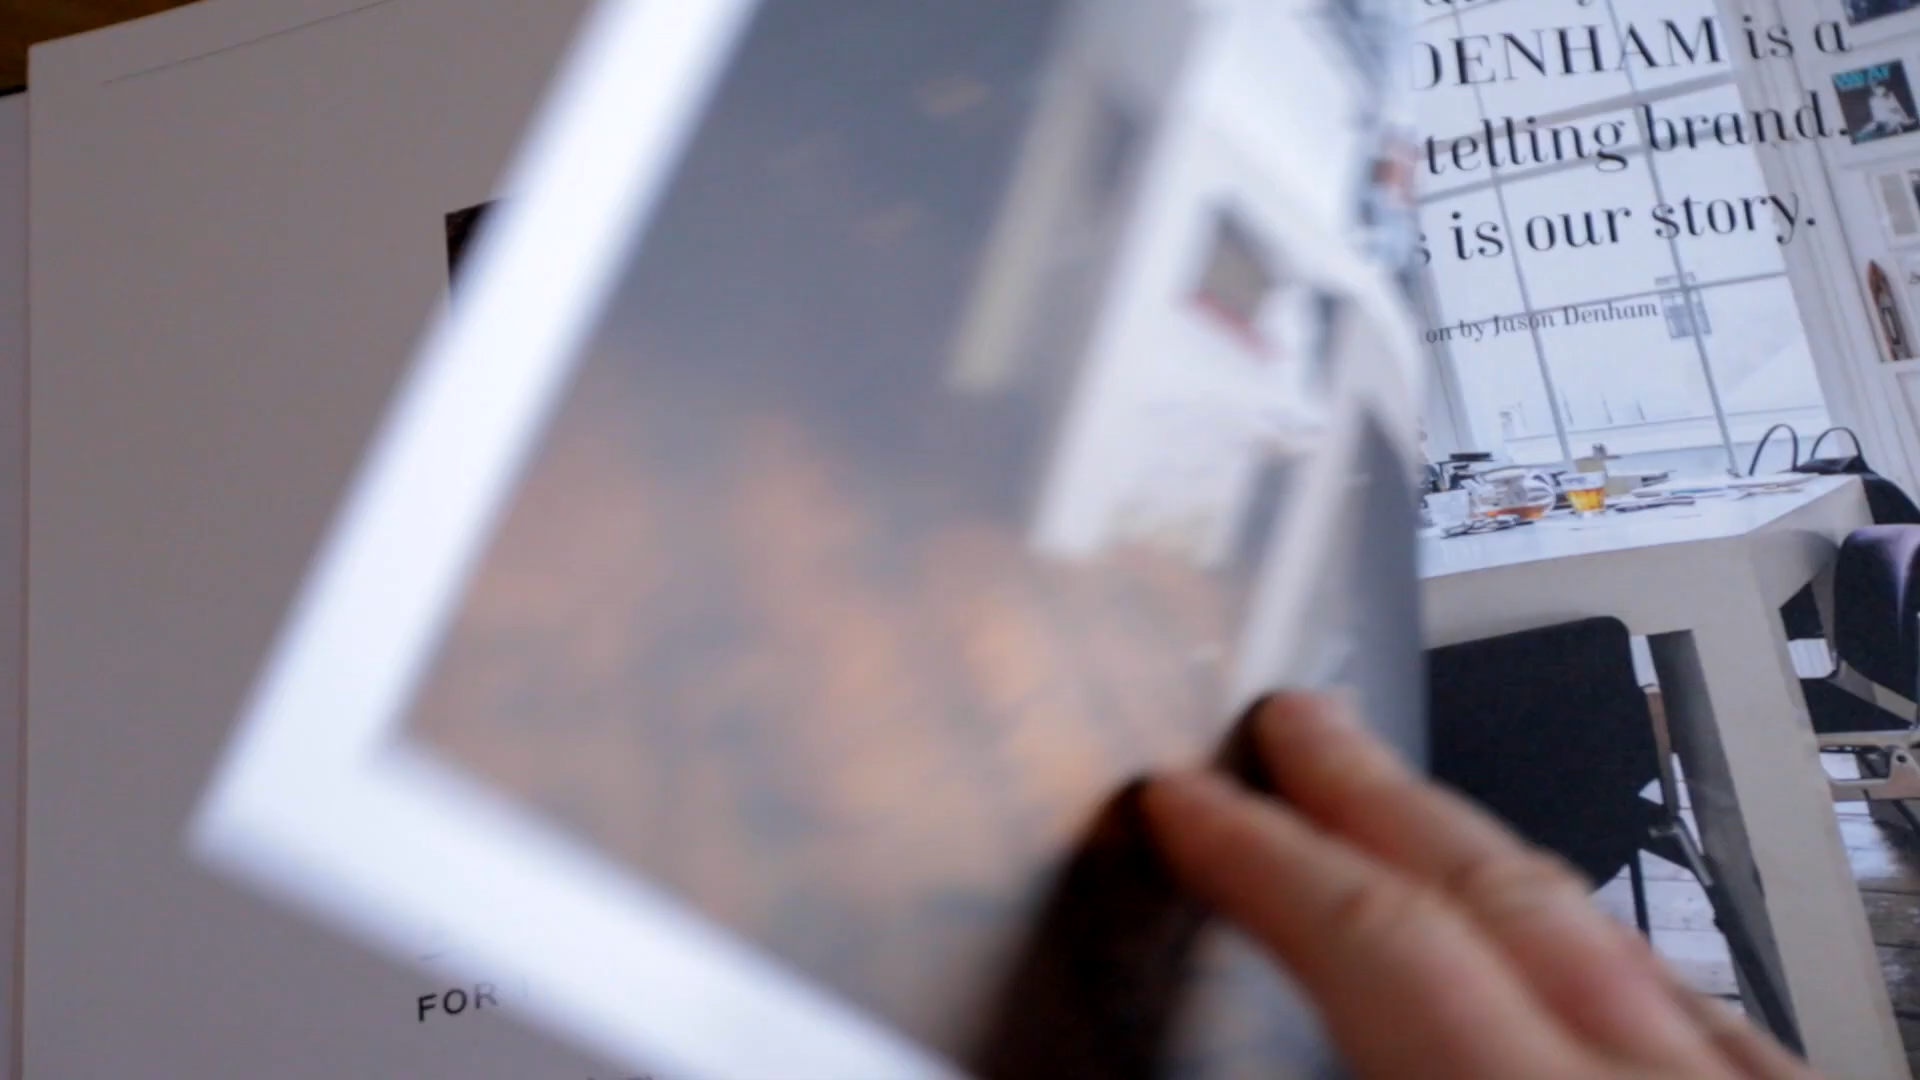 DENHAM is a
telling brand.
is our story.
on by Jason Denham
FOR